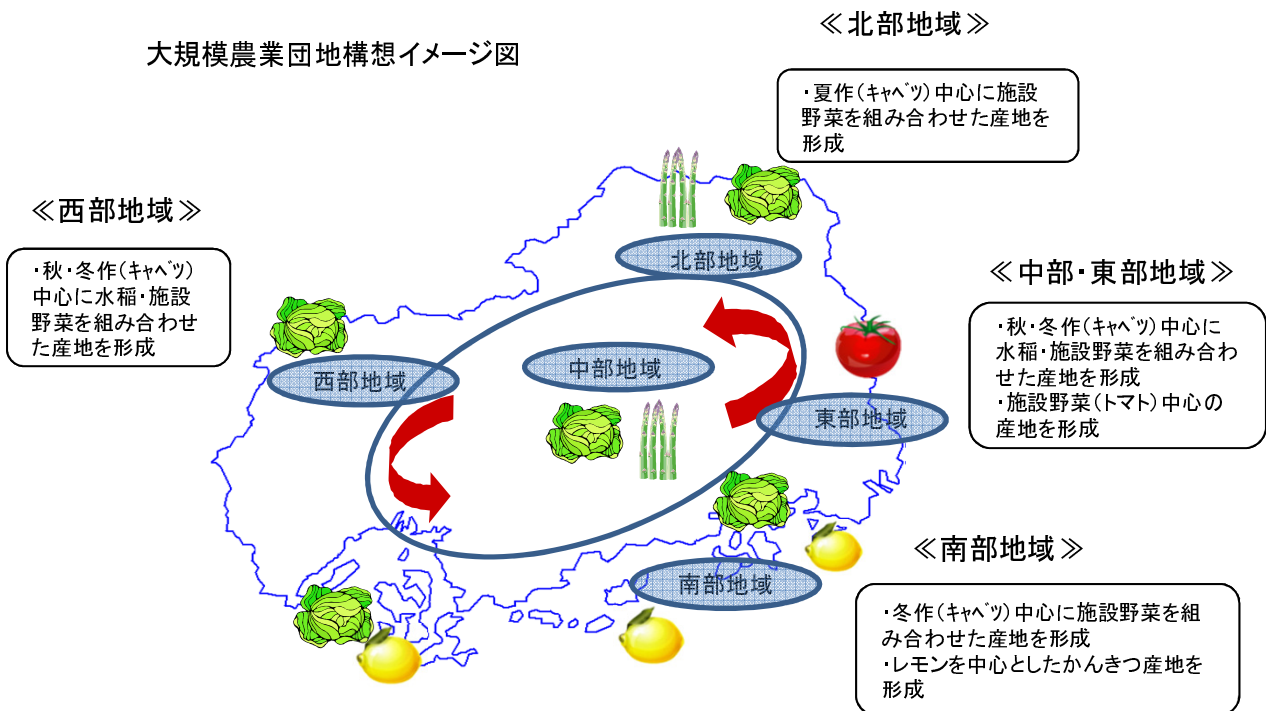 大規模農業団地構想イメージ図
≪北部地域≫
・夏作(ｷｬﾍﾞﾂ)中心に施設
野菜を組み合わせた産地を
形成
≪西部地域≫
・秋・冬作(ｷｬﾍﾞﾂ)
中心に水稲・施設
野菜を組み合わせ
た産地を形成
≪中部・東部地域≫
・秋・冬作(ｷｬﾍﾞﾂ)中心に
水稲・施設野菜を組み合わ
せた産地を形成
・施設野菜(トマト)中心の
産地を形成
北部地域
西部地域
中部地域
東部地域
南部地域
≪南部地域≫
・冬作(ｷｬﾍﾞﾂ)中心に施設野菜を組
み合わせた産地を形成
・レモンを中心としたかんきつ産地を
形成